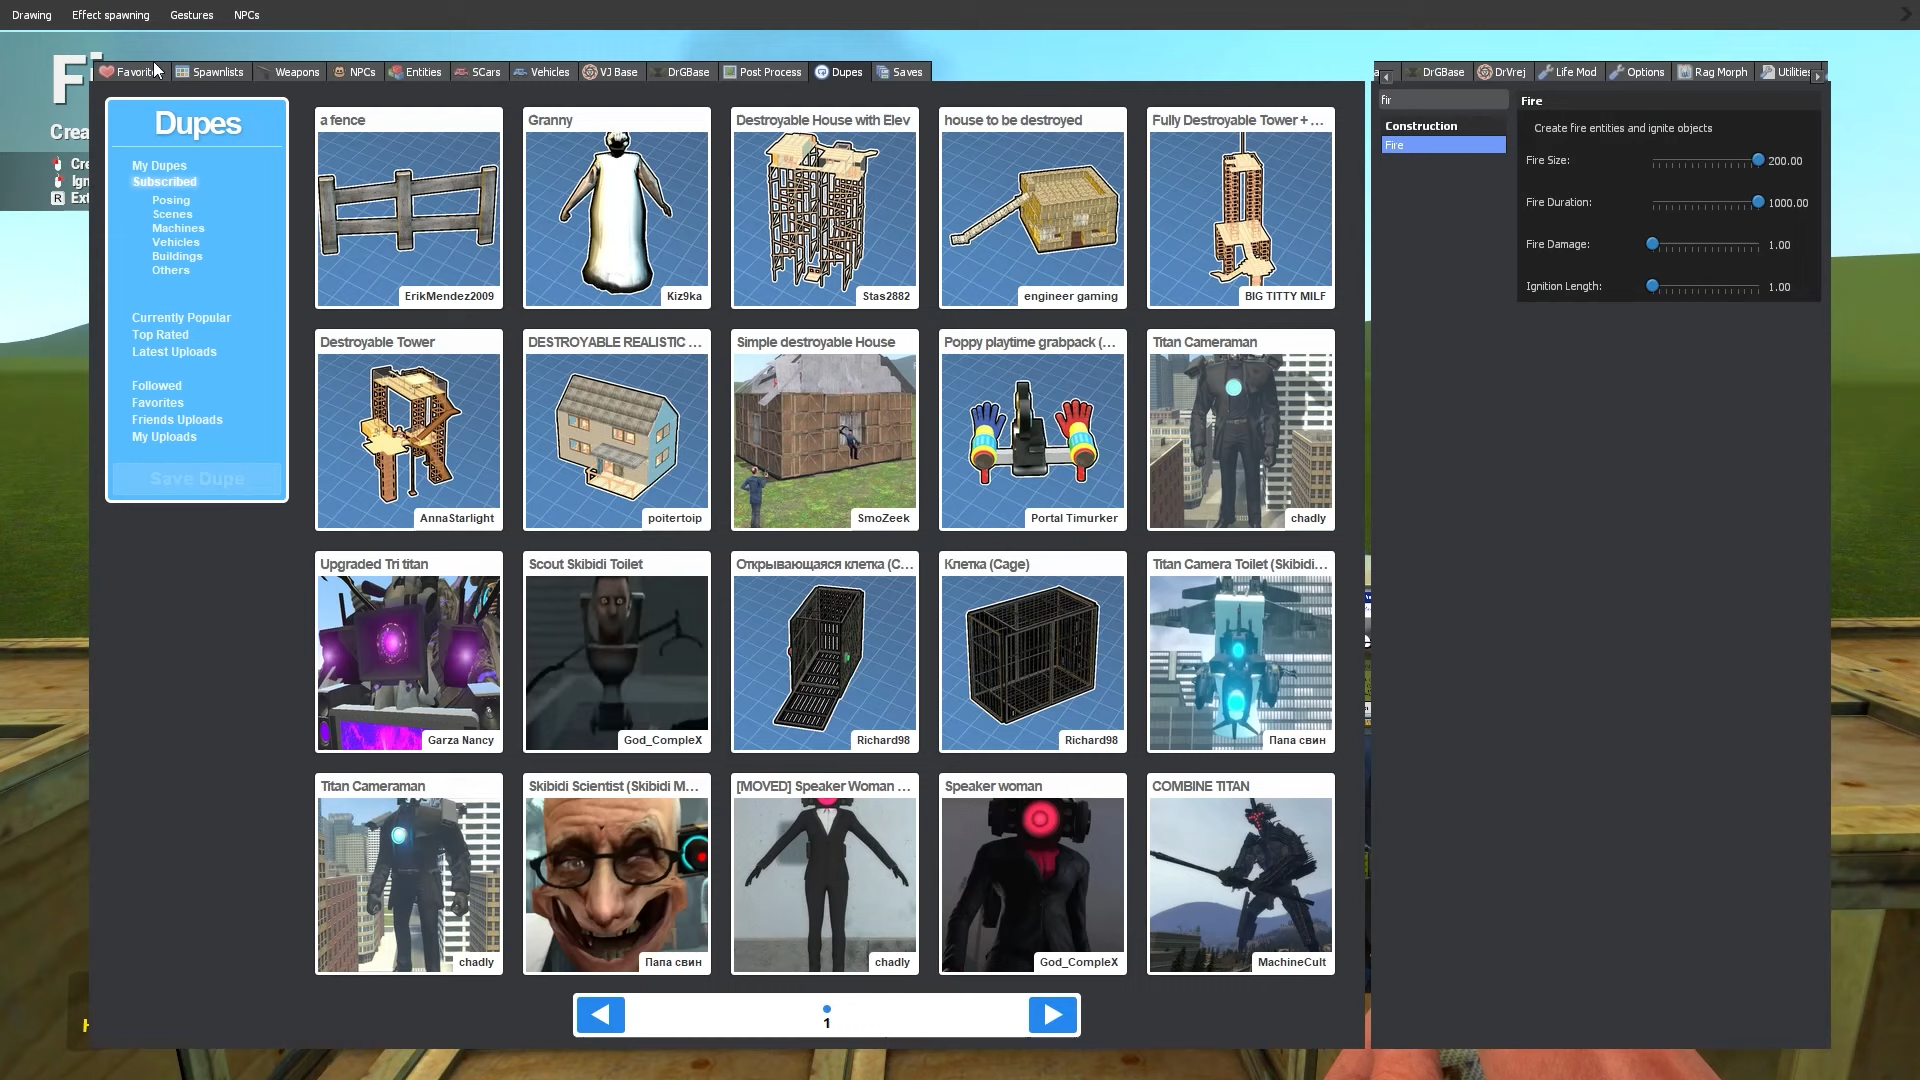 Drawing Effect spawning Gestures NPCs
Favorite Spawnlists Weapons NPCs Entities SCars Vehicles VJ Base DrGBase Post Process Dupes Saves
DrGBase DrVrej Life Mod Options Rag Morph Utilities
Crea
Cre
Ign
R Ext
Dupes
My Dupes
Subscribed
Posing
Scenes
Machines
Vehicles
Buildings
Others
Currently Popular
Top Rated
Latest Uploads
Followed
Favorites
Friends Uploads
My Uploads
Save Dupe
a fence
ErikMendez2009
Granny
Kiz9ka
Destroyable House with Elev
Stas2882
house to be destroyed
engineer gaming
Fully Destroyable Tower + ...
BIG TITTY MILF
Destroyable Tower
AnnaStarlight
DESTROYABLE REALISTIC ...
poitertoip
Simple destroyable House
SmoZeek
Poppy playtime grabpack (...
Portal Timurker
Titan Cameraman
chadly
Upgraded Tri titan
Garza Nancy
Scout Skibidi Toilet
God_CompleX
Открывающаяся клетка (C...
Richard98
Клетка (Cage)
Richard98
Titan Camera Toilet (Skibidi...
Папа свин
Titan Cameraman
chadly
Skibidi Scientist (Skibidi M...
Папа свин
[MOVED] Speaker Woman ...
chadly
Speaker woman
God_CompleX
COMBINE TITAN
MachineCult
1
fir
Construction
Fire
Fire
Create fire entities and ignite objects
Fire Size: 200.00
Fire Duration: 1000.00
Fire Damage: 1.00
Ignition Length: 1.00